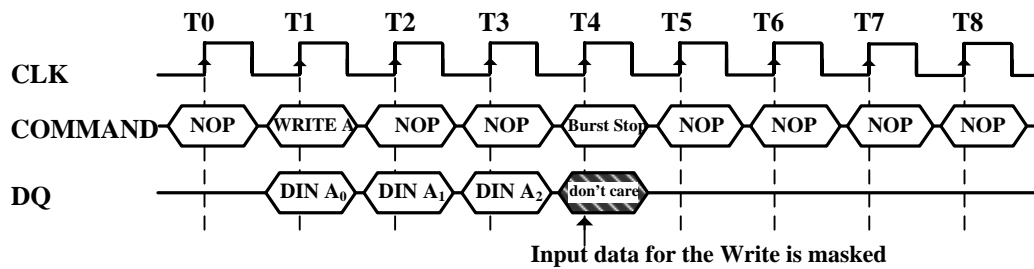 T0 T1 T2 T3 T4 T5 T6 T7 T8
CLK
COMMAND NOP WRITE A NOP NOP Burst Stop NOP NOP NOP NOP
DQ DIN A₀ DIN A₁ DIN A₂ don't care
Input data for the Write is masked